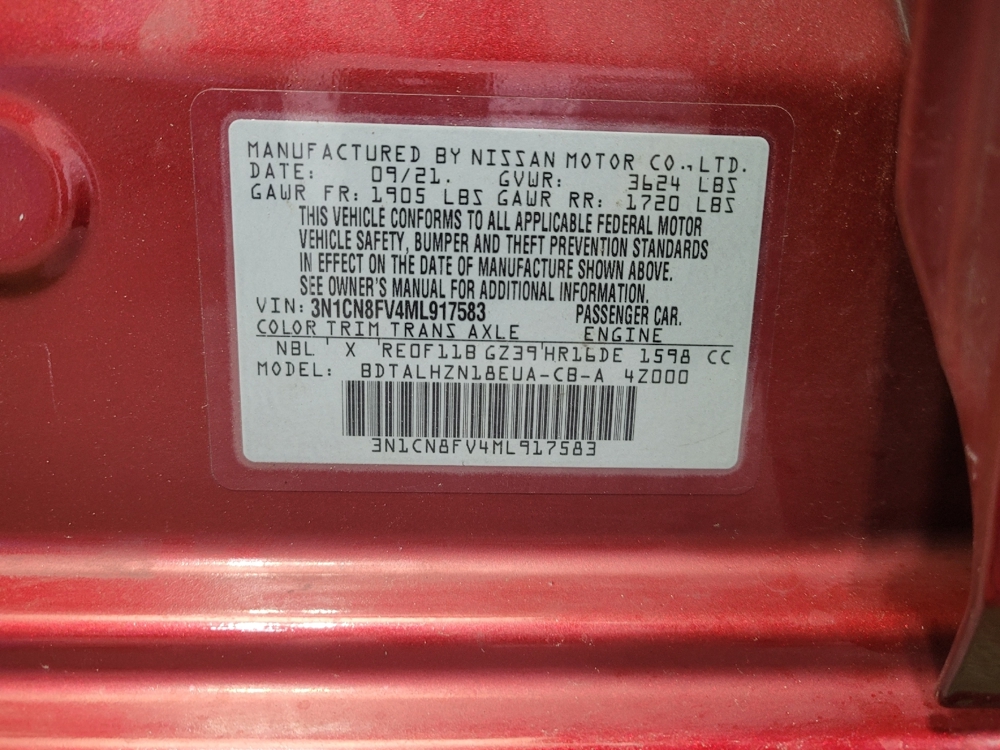 MANUFACTURED BY NISSAN MOTOR CO.,LTD.
DATE: 09/21. GVWR: 3624 LBS
GAWR FR: 1905 LBS GAWR RR: 1720 LBS
THIS VEHICLE CONFORMS TO ALL APPLICABLE FEDERAL MOTOR
VEHICLE SAFETY, BUMPER AND THEFT PREVENTION STANDARDS
IN EFFECT ON THE DATE OF MANUFACTURE SHOWN ABOVE.
SEE OWNER'S MANUAL FOR ADDITIONAL INFORMATION.
VIN: 3N1CN8FV4ML917583 PASSENGER CAR.
COLOR TRIM TRANS AXLE ENGINE
NBL ' X ' RE0F11B GZ39 ' HR16DE 1598 CC
MODEL: BDTALHZN18EUA-CB-A 4Z000
3N1CN8FV4ML917583